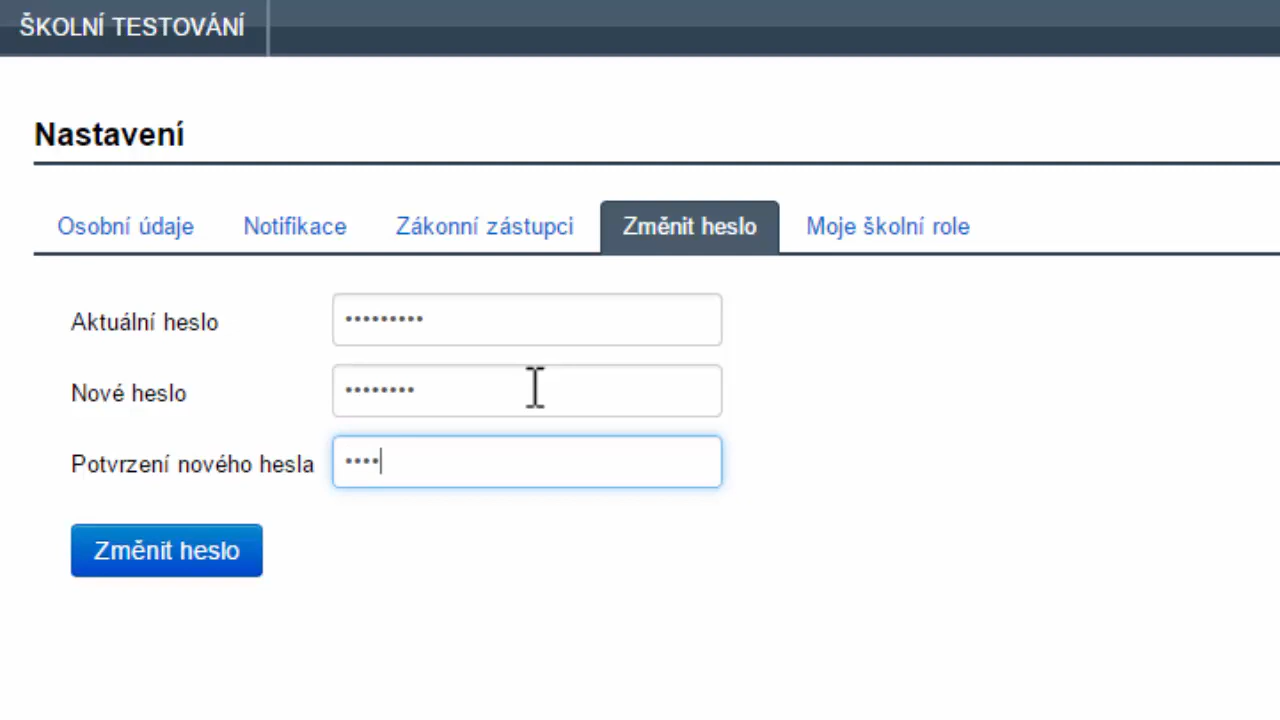 ŠKOLNÍ TESTOVÁNÍ
Nastavení
Osobní údaje Notifikace Zákonní zástupci Změnit heslo Moje školní role
Aktuální heslo •••••••••
Nové heslo ••••••••
Potvrzení nového hesla ••••
Změnit heslo